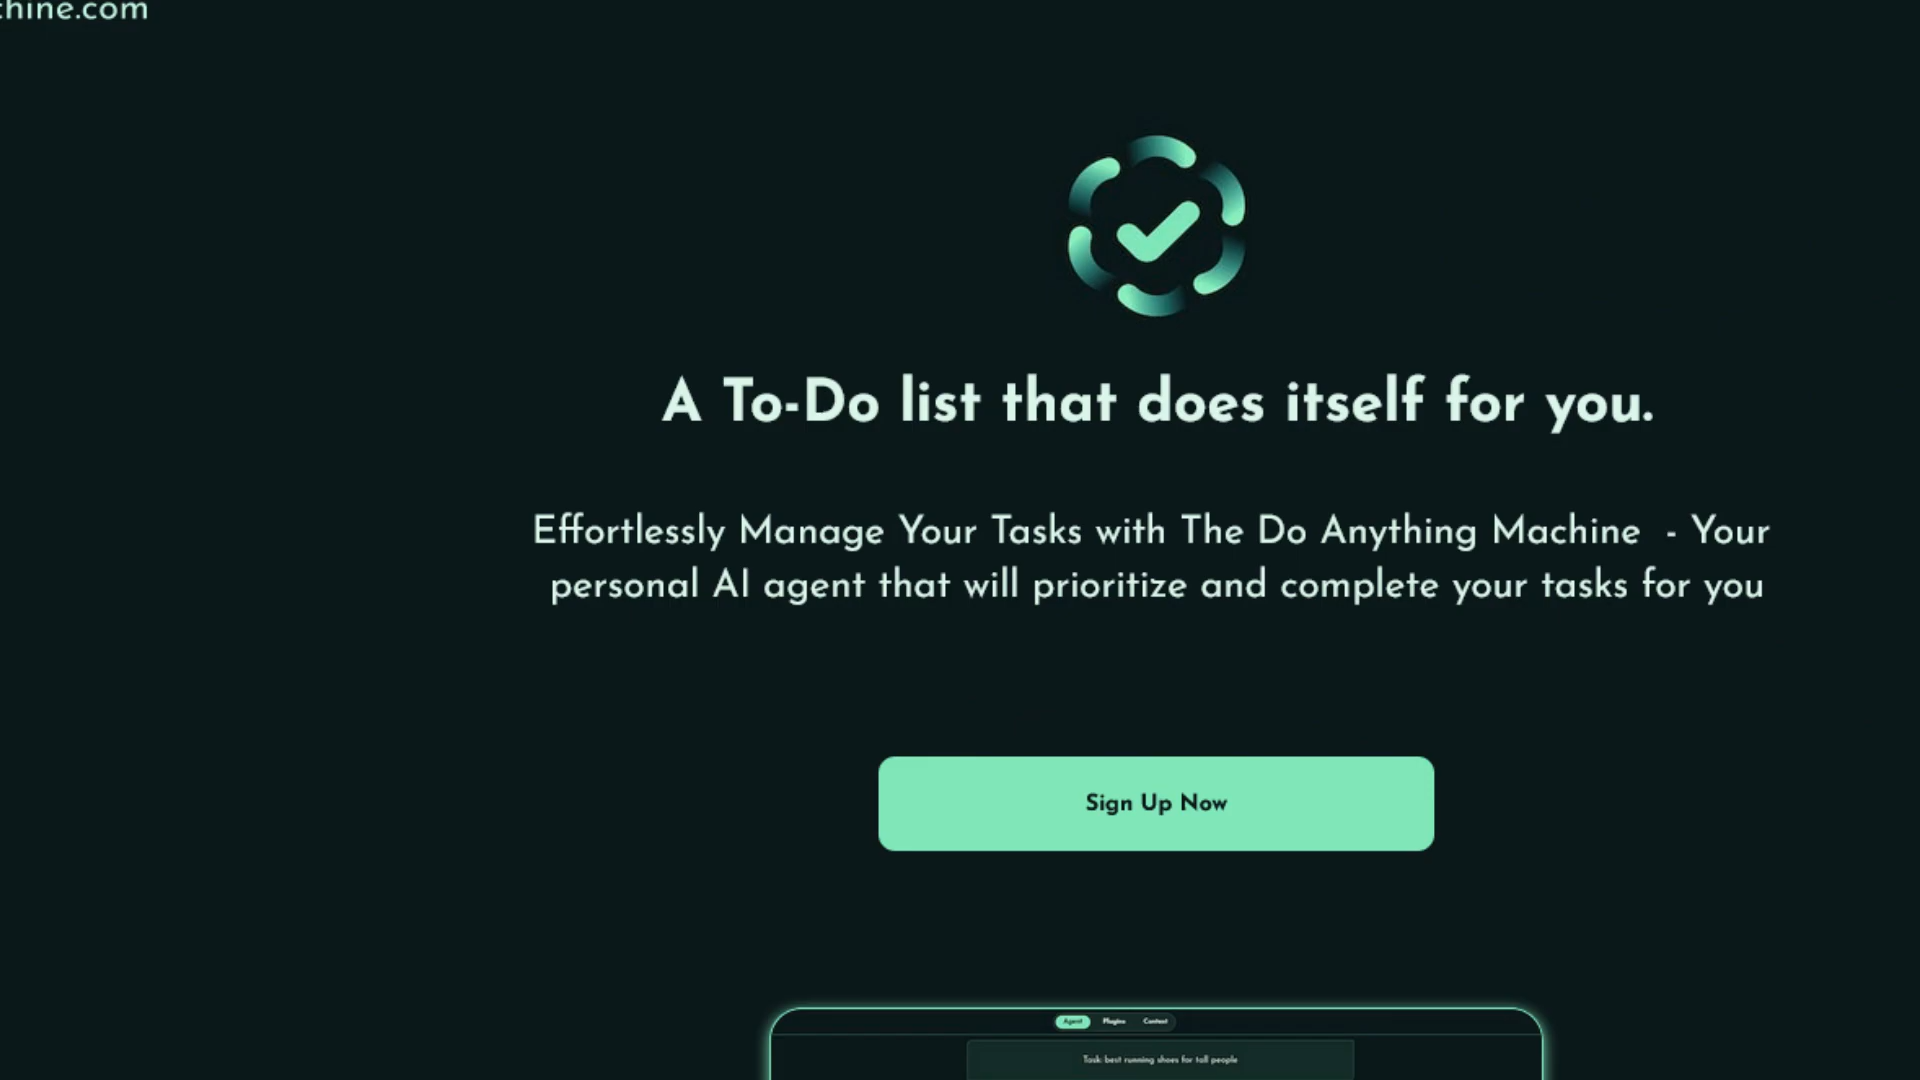 chine.com
A To-Do list that does itself for you.
Effortlessly Manage Your Tasks with The Do Anything Machine - Your
personal AI agent that will prioritize and complete your tasks for you
Sign Up Now
Agent Plugins Context
Task: best running shoes for tall people